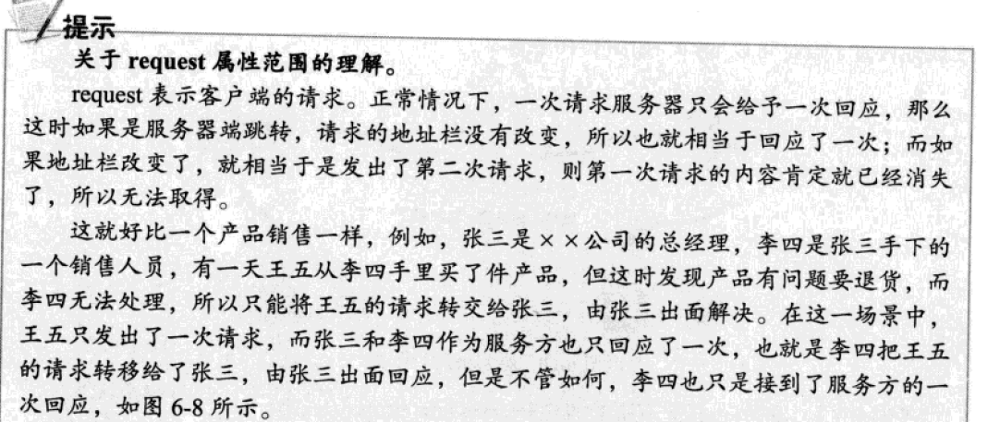 提示
关于 request 属性范围的理解。
request 表示客户端的请求。正常情况下，一次请求服务器只会给予一次回应，那么
这时如果是服务器端跳转，请求的地址栏没有改变，所以也就相当于回应了一次；而如
果地址栏改变了，就相当于是发出了第二次请求，则第一次请求的内容肯定就已经消失
了，所以无法取得。
这就好比一个产品销售一样，例如，张三是××公司的总经理，李四是张三手下的
一个销售人员，有一天王五从李四手里买了件产品，但这时发现产品有问题要退货，而
李四无法处理，所以只能将王五的请求转交给张三，由张三出面解决。在这一场景中，
王五只发出了一次请求，而张三和李四作为服务方也只回应了一次，也就是李四把王五
的请求转移给了张三，由张三出面回应，但是不管如何，李四也只是接到了服务方的一
次回应，如图 6-8 所示。